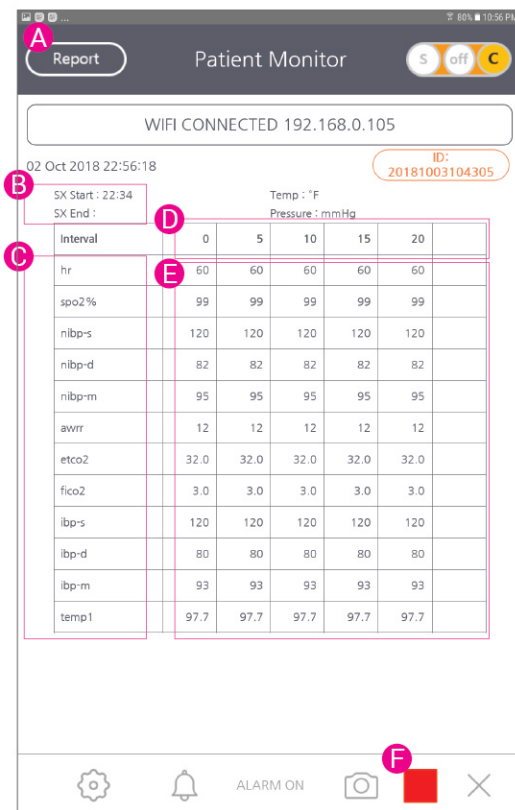 ... 80% 10:56 PM
A
Report Patient Monitor S off C
WIFI CONNECTED 192.168.0.105
02 Oct 2018 22:56:18
ID:
20181003104305
B
SX Start : 22:34 Temp : °F
SX End : Pressure : mmHg
D
Interval 0 5 10 15 20
C E
hr 60 60 60 60 60
spo2% 99 99 99 99 99
nibp-s 120 120 120 120 120
nibp-d 82 82 82 82 82
nibp-m 95 95 95 95 95
awrr 12 12 12 12 12
etco2 32.0 32.0 32.0 32.0 32.0
fico2 3.0 3.0 3.0 3.0 3.0
ibp-s 120 120 120 120 120
ibp-d 80 80 80 80 80
ibp-m 93 93 93 93 93
temp1 97.7 97.7 97.7 97.7 97.7
F
ALARM ON